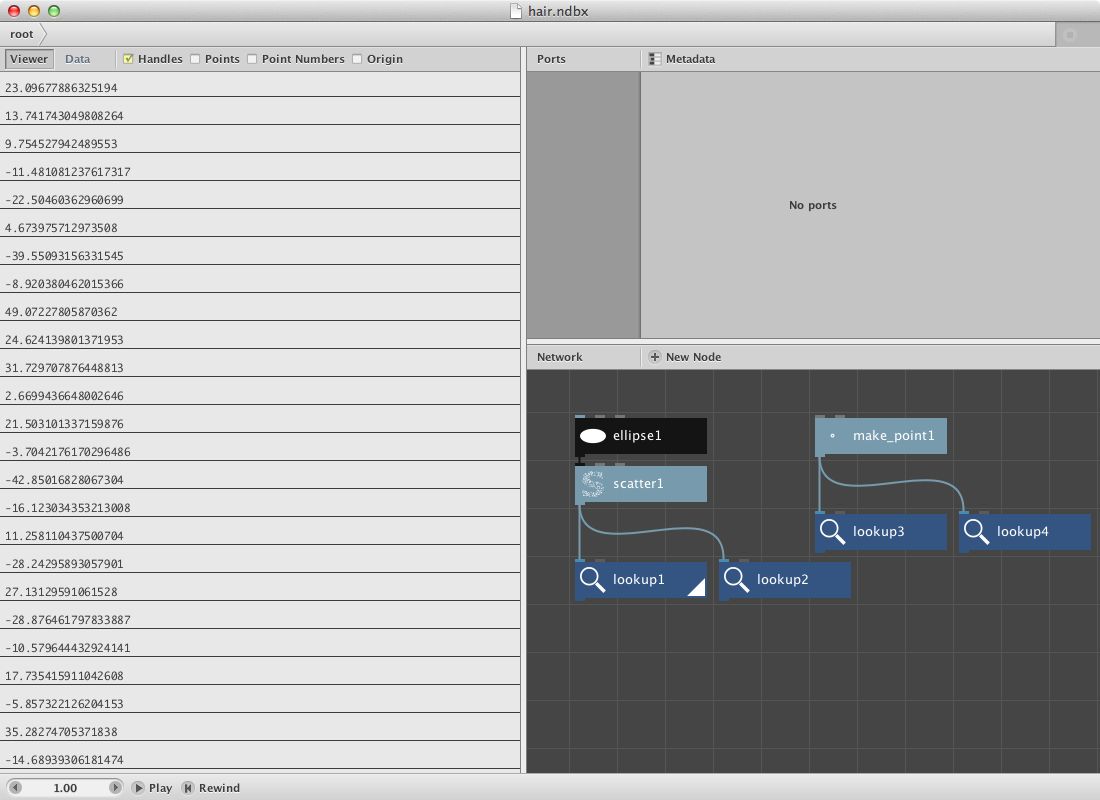 hair.ndbx
root
Viewer Data Handles Points Point Numbers Origin
23.09677886325194
13.741743049808264
9.754527942489553
-11.481081237617317
-22.50460362960699
4.673975712973508
-39.55093156331545
-8.920380462015366
49.07227805870362
24.624139801371953
31.729707876448813
2.6699436648002646
21.503101337159876
-3.7042176170296486
-42.85016828067304
-16.123034353213008
11.258110437500704
-28.24295893057901
27.13129591061528
-28.876461797833887
-10.579644432924141
17.735415911042608
-5.857322126204153
35.28274705371838
-14.68939306181474
Ports Metadata
No ports
Network New Node
ellipse1 make_point1
scatter1
lookup3 lookup4
lookup1 lookup2
1.00 Play Rewind